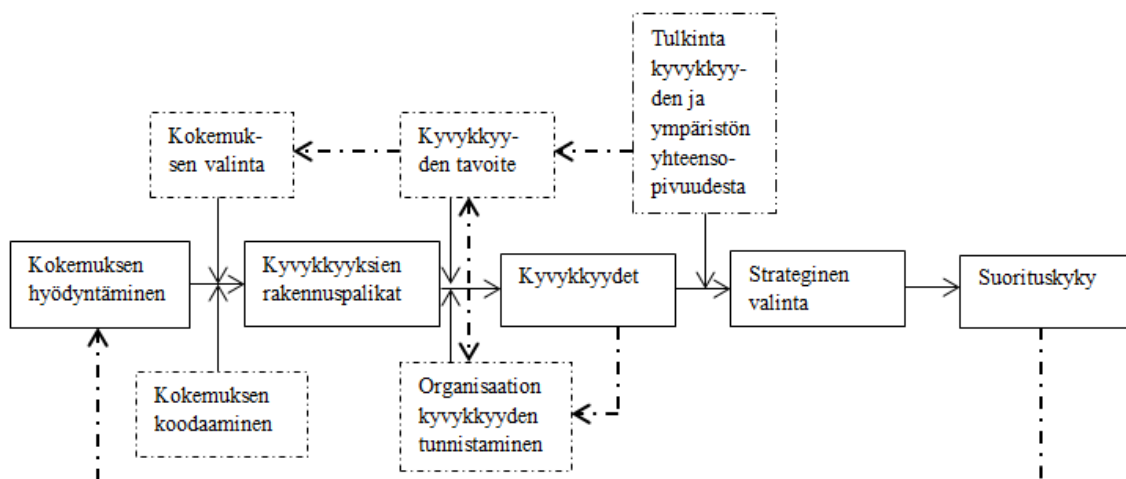 Tulkinta
kyvykkyy-
den ja
ympäristön
yhteenso-
pivuudesta
Kokemuk-
sen valinta
Kyvykkyy-
den tavoite
Kokemuksen
hyödyntäminen
Kyvykkyyksien
rakennuspalikat
Kyvykkyydet
Strateginen
valinta
Suorituskyky
Kokemuksen
koodaaminen
Organisaation
kyvykkyyden
tunnistaminen